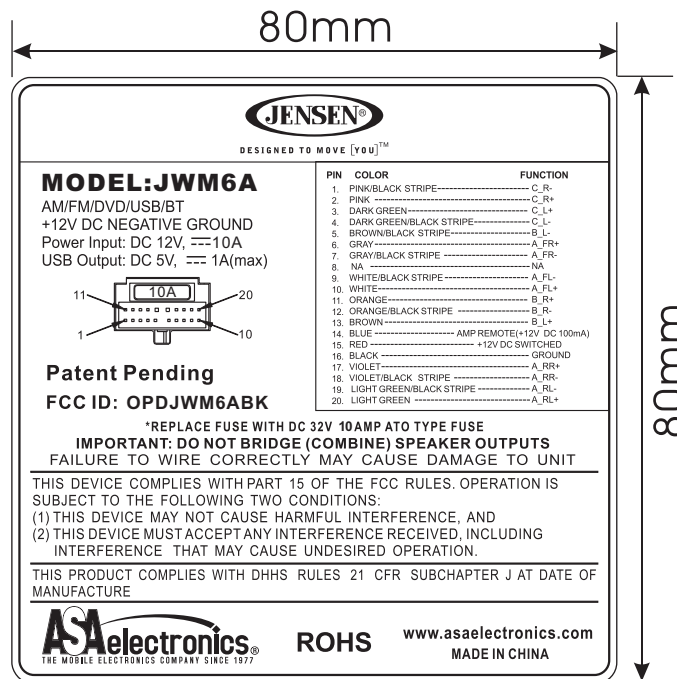 80mm
80mm
JENSEN®
DESIGNED TO MOVE [YOU]™
MODEL:JWM6A
AM/FM/DVD/USB/BT
+12V DC NEGATIVE GROUND
Power Input: DC 12V, ⎓10A
USB Output: DC 5V, ⎓ 1A(max)
10A
11 20
1 10
Patent Pending
FCC ID: OPDJWM6ABK
PIN COLOR FUNCTION
1. PINK/BLACK STRIPE C_R-
2. PINK C_R+
3. DARK GREEN C_L+
4. DARK GREEN/BLACK STRIPE C_L-
5. BROWN/BLACK STRIPE B_L-
6. GRAY A_FR+
7. GRAY/BLACK STRIPE A_FR-
8. NA NA
9. WHITE/BLACK STRIPE A_FL-
10. WHITE A_FL+
11. ORANGE B_R+
12. ORANGE/BLACK STRIPE B_R-
13. BROWN B_L+
14. BLUE AMP REMOTE(+12V DC 100mA)
15. RED +12V DC SWITCHED
16. BLACK GROUND
17. VIOLET A_RR+
18. VIOLET/BLACK STRIPE A_RR-
19. LIGHT GREEN/BLACK STRIPE A_RL-
20. LIGHT GREEN A_RL+
*REPLACE FUSE WITH DC 32V 10AMP ATO TYPE FUSE
IMPORTANT: DO NOT BRIDGE (COMBINE) SPEAKER OUTPUTS
FAILURE TO WIRE CORRECTLY MAY CAUSE DAMAGE TO UNIT
THIS DEVICE COMPLIES WITH PART 15 OF THE FCC RULES. OPERATION IS
SUBJECT TO THE FOLLOWING TWO CONDITIONS:
(1) THIS DEVICE MAY NOT CAUSE HARMFUL INTERFERENCE, AND
(2) THIS DEVICE MUST ACCEPT ANY INTERFERENCE RECEIVED, INCLUDING
INTERFERENCE THAT MAY CAUSE UNDESIRED OPERATION.
THIS PRODUCT COMPLIES WITH DHHS RULES 21 CFR SUBCHAPTER J AT DATE OF
MANUFACTURE
ASA electronics®
THE MOBILE ELECTRONICS COMPANY SINCE 1977
ROHS
www.asaelectronics.com
MADE IN CHINA